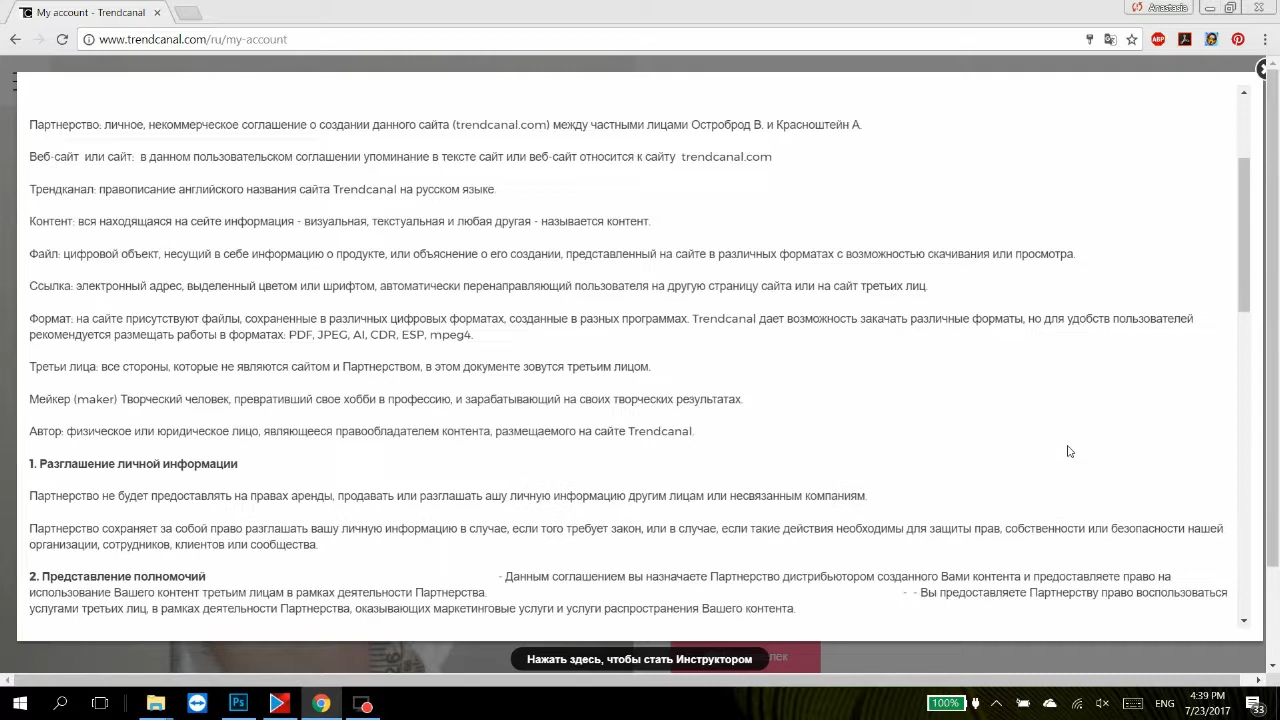 My account - Trendcanal
Anastasia
www.trendcanal.com/ru/my-account
ABP
Партнерство: личное, некоммерческое соглашение о создании данного сайта (trendcanal.com) между частными лицами Остроброд В. и Красноштейн А.
Веб-сайт или сайт: в данном пользовательском соглашении упоминание в тексте сайт или веб-сайт относится к сайту trendcanal.com
Трендканал: правописание английского названия сайта Trendcanal на русском языке.
Контент: вся находящаяся на сейте информация - визуальная, текстуальная и любая другая - называется контент.
Файл: цифровой объект, несущий в себе информацию о продукте, или объяснение о его создании, представленный на сайте в различных форматах с возможностью скачивания или просмотра.
Ссылка: электронный адрес, выделенный цветом или шрифтом, автоматически перенаправляющий пользователя на другую страницу сайта или на сайт третьих лиц.
Формат: на сайте присутствуют файлы, сохраненные в различных цифровых форматах, созданные в разных программах. Trendcanal дает возможность закачать различные форматы, но для удобств пользователей
рекомендуется размещать работы в форматах: PDF, JPEG, AI, CDR, ESP, mpeg4.
Третьи лица: все стороны, которые не являются сайтом и Партнерством, в этом документе зовутся третьим лицом.
Мейкер (maker) Творческий человек, превративший свое хобби в профессию, и зарабатывающий на своих творческих результатах.
Автор: физическое или юридическое лицо, являющееся правообладателем контента, размещаемого на сайте Trendcanal.
1. Разглашение личной информации
Партнерство не будет предоставлять на правах аренды, продавать или разглашать ашу личную информацию другим лицам или несвязанным компаниям.
Партнерство сохраняет за собой право разглашать вашу личную информацию в случае, если того требует закон, или в случае, если такие действия необходимы для защиты прав, собственности или безопасности нашей
организации, сотрудников, клиентов или сообщества.
2. Представление полномочий - Данным соглашением вы назначаете Партнерство дистрибьютором созданного Вами контента и предоставляете право на
использование Вашего контент третьим лицам в рамках деятельности Партнерства. - - Вы предоставляете Партнерству право воспользоваться
услугами третьих лиц, в рамках деятельности Партнерства, оказывающих маркетинговые услуги и услуги распространения Вашего контента.
Нажать здесь, чтобы стать Инструктором
Ps
100%
ENG
4:39 PM
7/23/2017
33